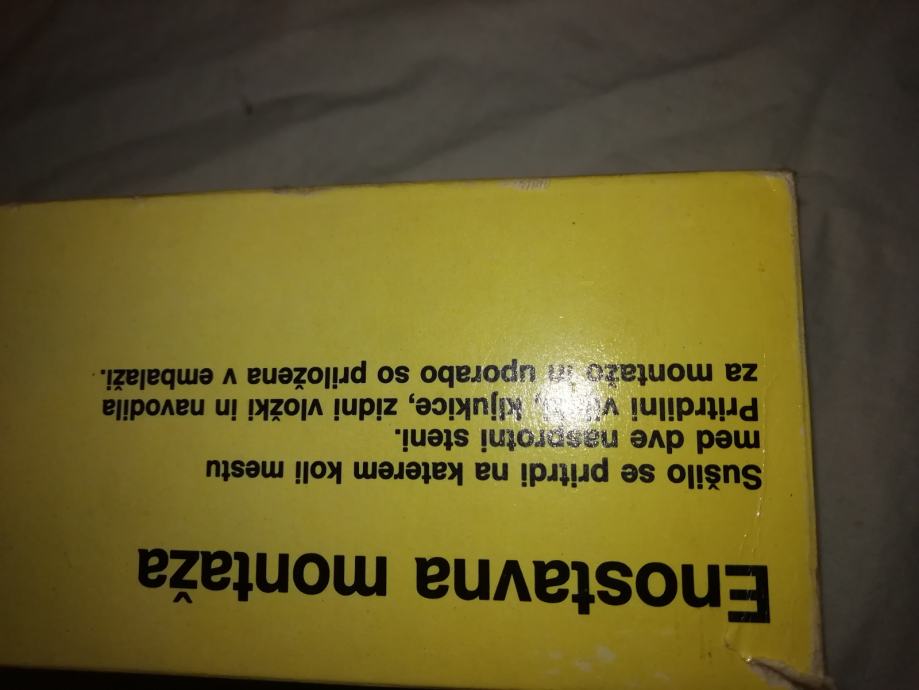 Enostavna montaža
Sušilo se pritrdi na katerem koli mestu
med dve nasprotni steni.
Pritrdilni vijaki, kljukice, zidni vložki in navodila
za montažo in uporabo so priložena v embalaži.